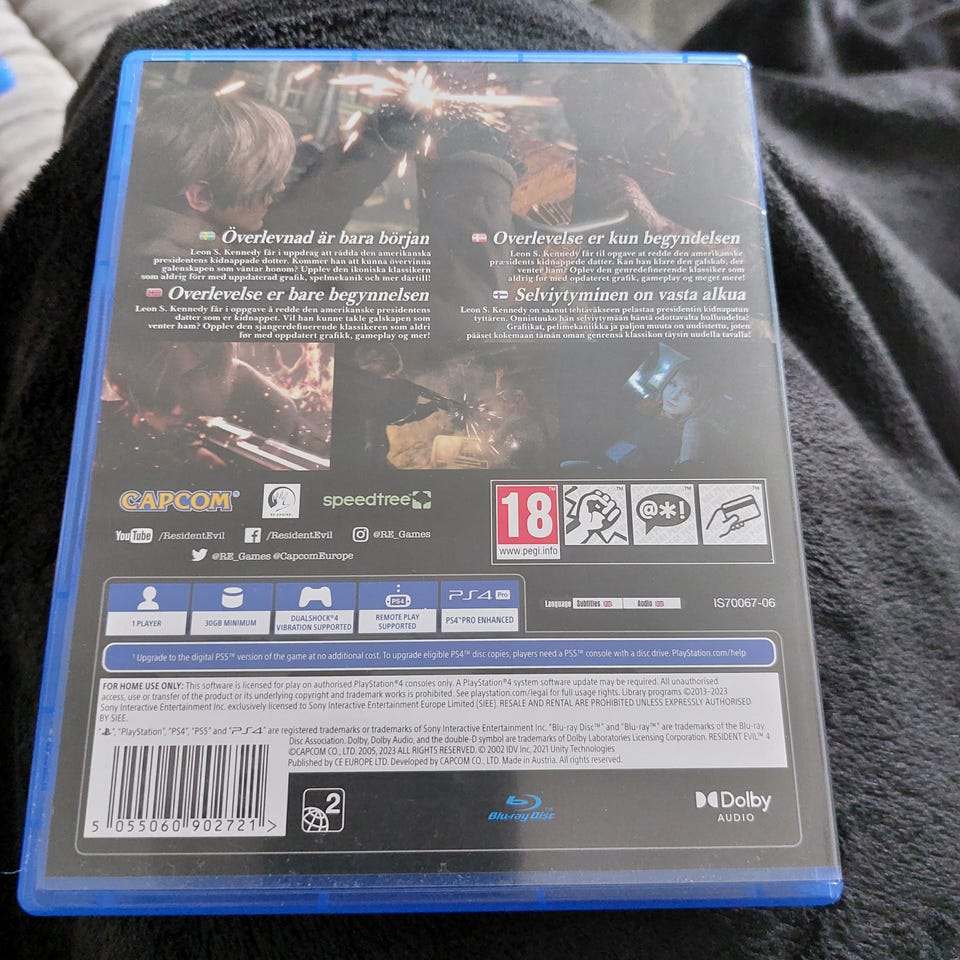 Överlevnad är bara början
Leon S. Kennedy får i uppdrag att rädda den amerikanska
presidentens kidnappade dotter. Kommer han att kunna övervinna
galenskapen som väntar honom? Upplev den ikoniska klassikern
som aldrig förr med uppdaterad grafik, spelmekanik och mer därtill!
Overlevelse er bare begynnelsen
Leon S. Kennedy får i oppgave å redde den amerikanske presidentens
datter som er kidnappet. Vil han kunne takle galskapen som
venter ham? Opplev den sjangerdefinerende klassikeren som aldri
før med oppdatert grafikk, gameplay og mer!
Overlevelse er kun begyndelsen
Leon S. Kennedy får til opgave at redde den amerikanske
præsidents kidnappede datter. Kan han klare den galskab, der
venter ham? Oplev den genredefinerende klassiker som
aldrig før med opdateret grafik, gameplay og meget mere!
Selviytyminen on vasta alkua
Leon S. Kennedy on saanut tehtäväkseen pelastaa presidentin kidnapatun
tyttären. Onnistuuko hän selviytymään häntä odottavalta hulluudelta?
Grafiikat, pelimekaniikka ja paljon muuta on uudistettu, joten
pääset kokemaan tämän oman genrensä klassikon täysin uudella tavalla!
CAPCOM®
RE ENGINE
speedtree
YouTube /ResidentEvil /ResidentEvil @RE_Games
@RE_Games @CapcomEurope
18
www.pegi.info
@*!
1 PLAYER
30GB MINIMUM
DUALSHOCK®4
VIBRATION SUPPORTED
PS4
REMOTE PLAY
SUPPORTED
PS4 Pro
PS4™PRO ENHANCED
Language Subtitles Audio
IS70067-06
¹Upgrade to the digital PS5™ version of the game at no additional cost. To upgrade eligible PS4™ disc copies, players need a PS5™ console with a disc drive. PlayStation.com/help
FOR HOME USE ONLY: This software is licensed for play on authorised PlayStation®4 consoles only. A PlayStation®4 system software update may be required. All unauthorised
access, use or transfer of the product or its underlying copyright and trademark works is prohibited. See playstation.com/legal for full usage rights. Library programs ©2013-2023
Sony Interactive Entertainment Inc. exclusively licensed to Sony Interactive Entertainment Europe Limited (SIEE). RESALE AND RENTAL ARE PROHIBITED UNLESS EXPRESSLY AUTHORISED
BY SIEE.
"", "PlayStation", "PS4", "PS5" and "PS4" are registered trademarks or trademarks of Sony Interactive Entertainment Inc. "Blu-ray Disc™" and "Blu-ray™" are trademarks of the Blu-ray
Disc Association. Dolby, Dolby Audio, and the double-D symbol are trademarks of Dolby Laboratories Licensing Corporation. RESIDENT EVIL™ 4
©CAPCOM CO., LTD. 2005, 2023 ALL RIGHTS RESERVED. © 2002 IDV Inc, 2021 Unity Technologies
Published by CE EUROPE LTD. Developed by CAPCOM CO., LTD. Made in Austria. All rights reserved.
5 055060 902721 >
2
Blu-ray Disc™
Dolby
AUDIO